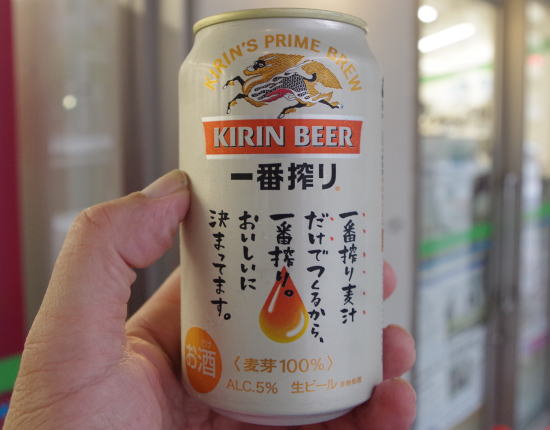 KIRIN'S PRIME BREW
KIRIN BEER
一番搾り
一番搾り麦汁
だけでつくるから、
一番搾り。
おいしいに
決まってます。
お酒
〈麦芽100%〉
ALC.5% 生ビール